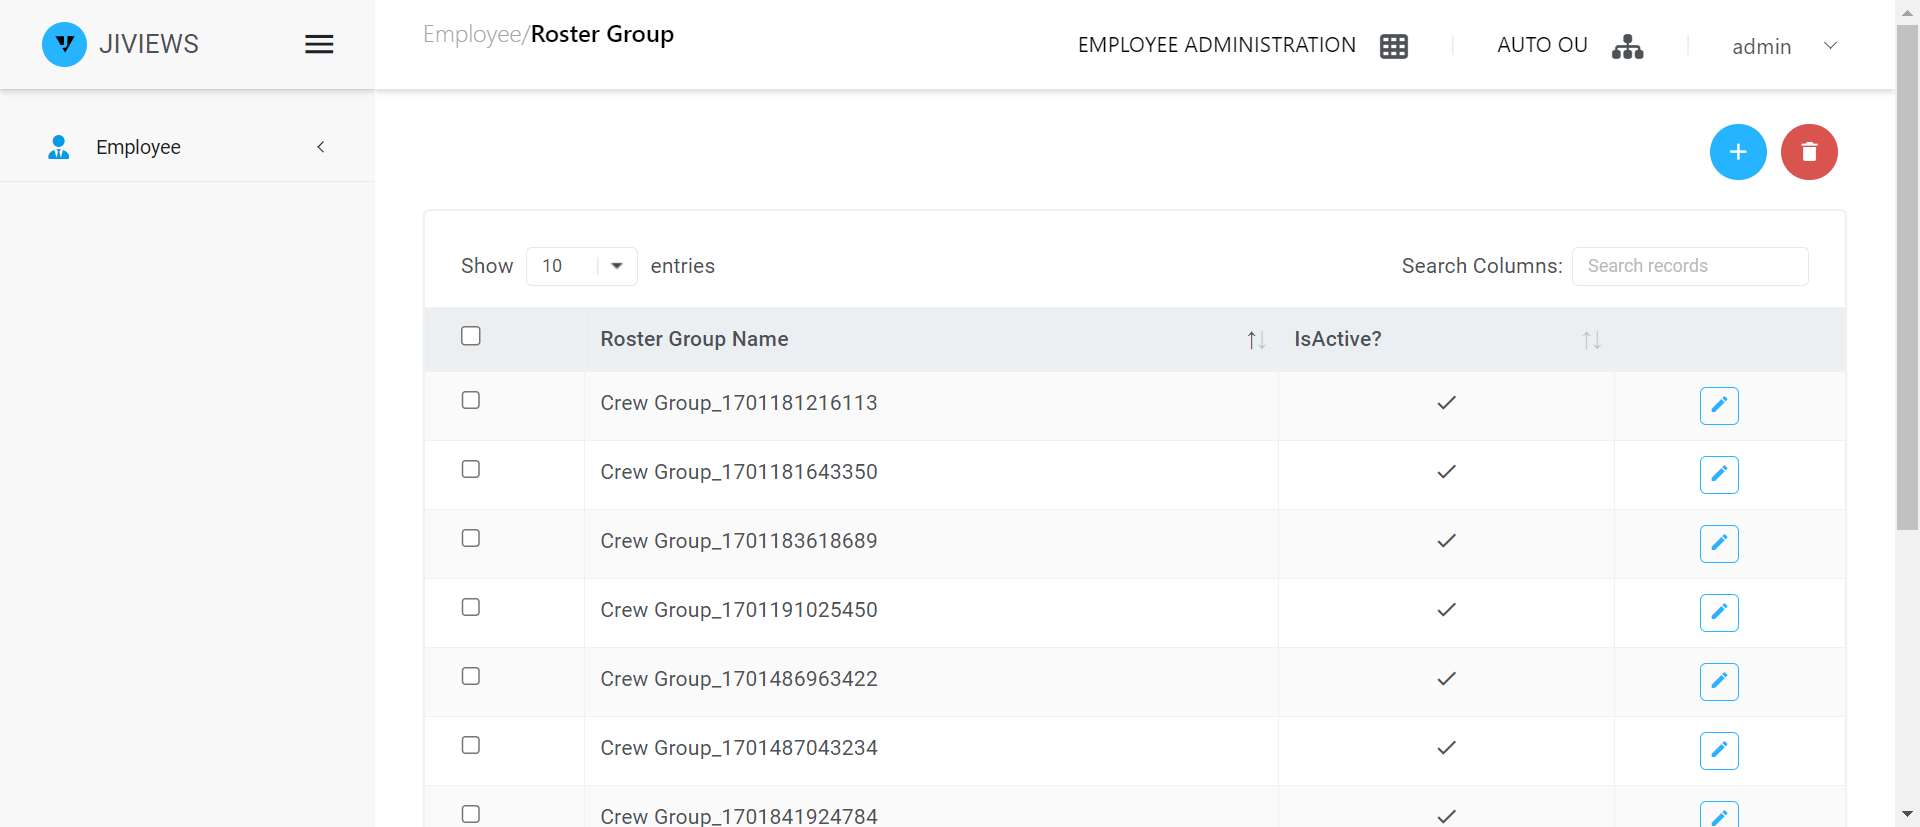 JIVIEWS
Employee/Roster Group
EMPLOYEE ADMINISTRATION
AUTO OU
admin
Employee
Show 10 entries
Search Columns: Search records
Roster Group Name
IsActive?
Crew Group_1701181216113
Crew Group_1701181643350
Crew Group_1701183618689
Crew Group_1701191025450
Crew Group_1701486963422
Crew Group_1701487043234
Crew Group_1701841924784